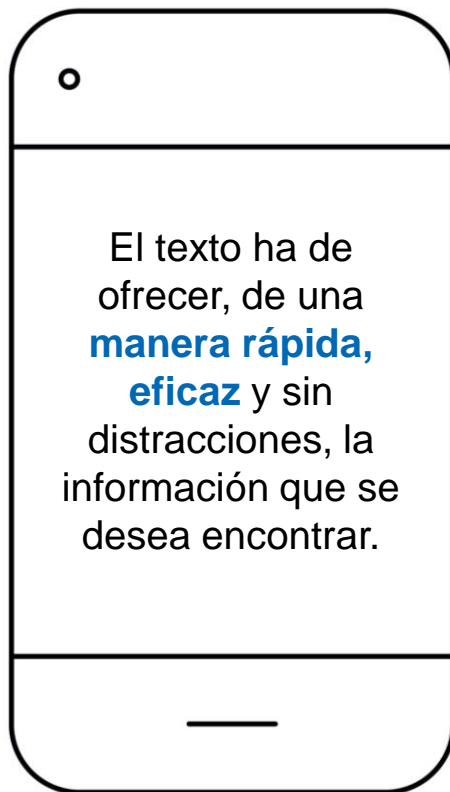 El texto ha de
ofrecer, de una
manera rápida,
eficaz y sin
distracciones, la
información que se
desea encontrar.